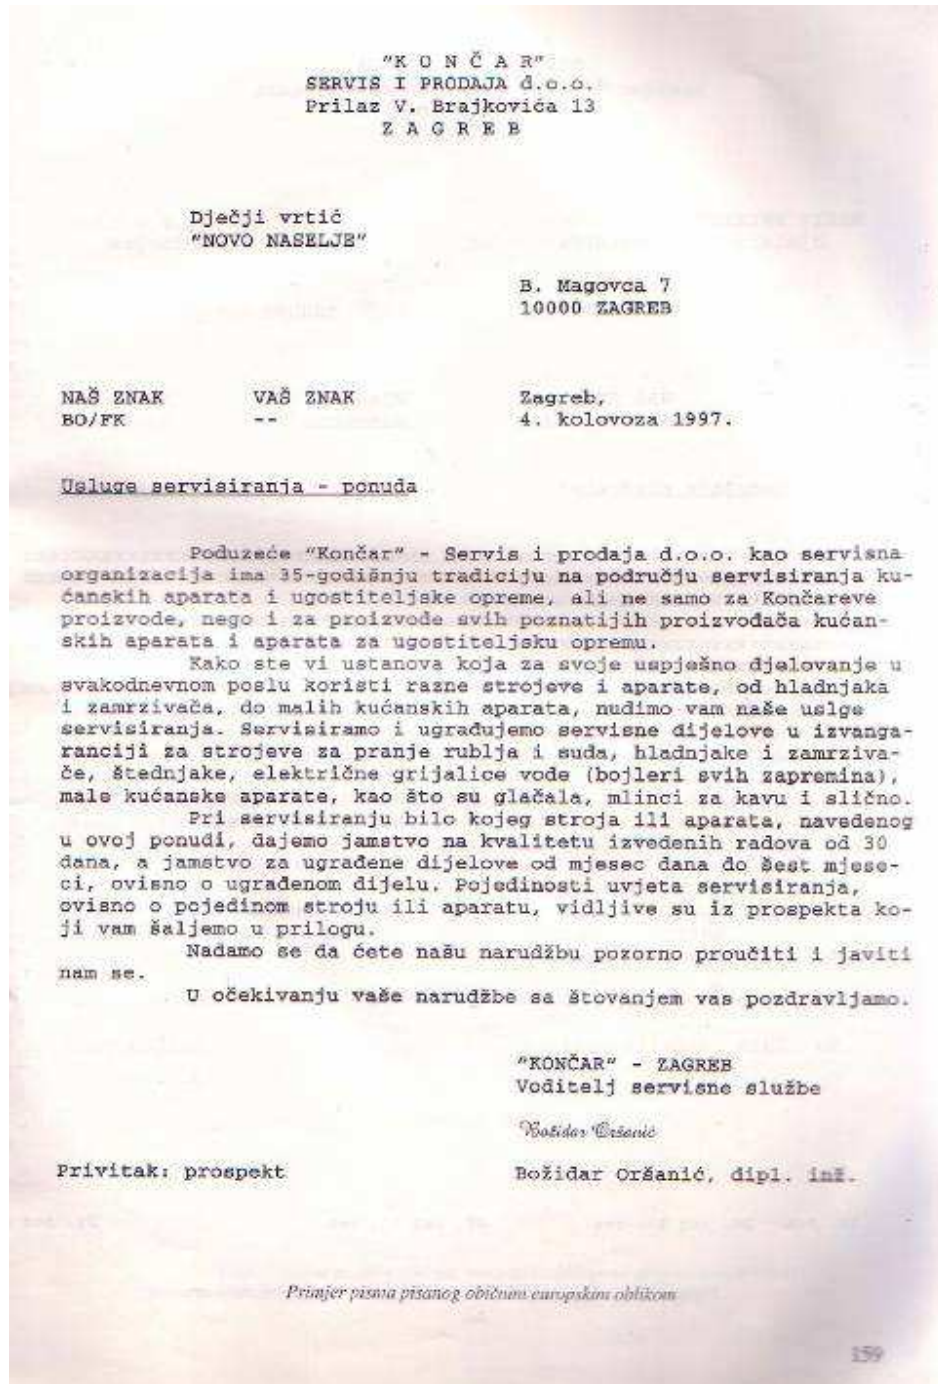 "K O N Č A R"
SERVIS I PRODAJA d.o.o.
Prilaz V. Brajkovića 13
Z A G R E B
Dječji vrtić
"NOVO NASELJE"
B. Magovca 7
10000 ZAGREB
NAŠ ZNAK VAŠ ZNAK Zagreb,
BO/FK -- 4. kolovoza 1997.
Usluge servisiranja - ponuda
Poduzeće "Končar" - Servis i prodaja d.o.o. kao servisna
organizacija ima 35-godišnju tradiciju na području servisiranja ku-
ćanskih aparata i ugostiteljske opreme, ali ne samo za Končareve
proizvode, nego i za proizvode svih poznatijih proizvođača kućan-
skih aparata i aparata za ugostiteljsku opremu.
Kako ste vi ustanova koja za svoje uspješno djelovanje u
svakodnevnom poslu koristi razne strojeve i aparate, od hladnjaka
i zamrzivača, do malih kućanskih aparata, nudimo vam naše uslge
servisiranja. Servisiramo i ugrađujemo servisne dijelove u izvanga-
ranciji za strojeve za pranje rublja i suđa, hladnjake i zamrziva-
če, štednjake, električne grijalice vode (bojleri svih zapremina),
male kućanske aparate, kao što su glačala, mlinci za kavu i slično.
Pri servisiranju bilo kojeg stroja ili aparata, navedenog
u ovoj ponudi, dajemo jamstvo na kvalitetu izvedenih radova od 30
dana, a jamstvo za ugrađene dijelove od mjesec dana do šest mjese-
ci, ovisno o ugrađenom dijelu. Pojedinosti uvjeta servisiranja,
ovisno o pojedinom stroju ili aparatu, vidljive su iz prospekta ko-
ji vam šaljemo u prilogu.
Nadamo se da ćete našu narudžbu pozorno proučiti i javiti
nam se.
U očekivanju vaše narudžbe sa štovanjem vas pozdravljamo.
"KONČAR" - ZAGREB
Voditelj servisne službe
Božidar Oršanić
Privitak: prospekt Božidar Oršanić, dipl. inž.
Primjer pisma pisanog običnim europskim oblikom
159